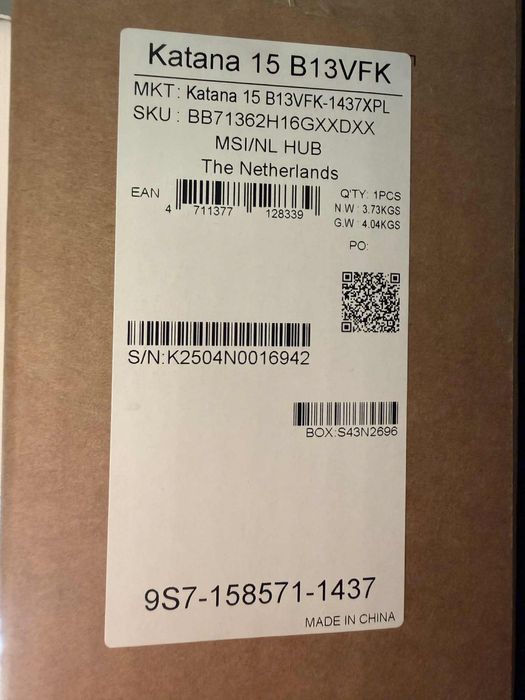 Katana 15 B13VFK
MKT : Katana 15 B13VFK-1437XPL
SKU : BB71362H16GXXDXX
MSI/NL HUB
The Netherlands
EAN
4 711377 128339
Q'TY: 1PCS
N.W : 3.73KGS
G.W : 4.04KGS
PO:
S/N:K2504N0016942
BOX:S43N2696
9S7-158571-1437
MADE IN CHINA